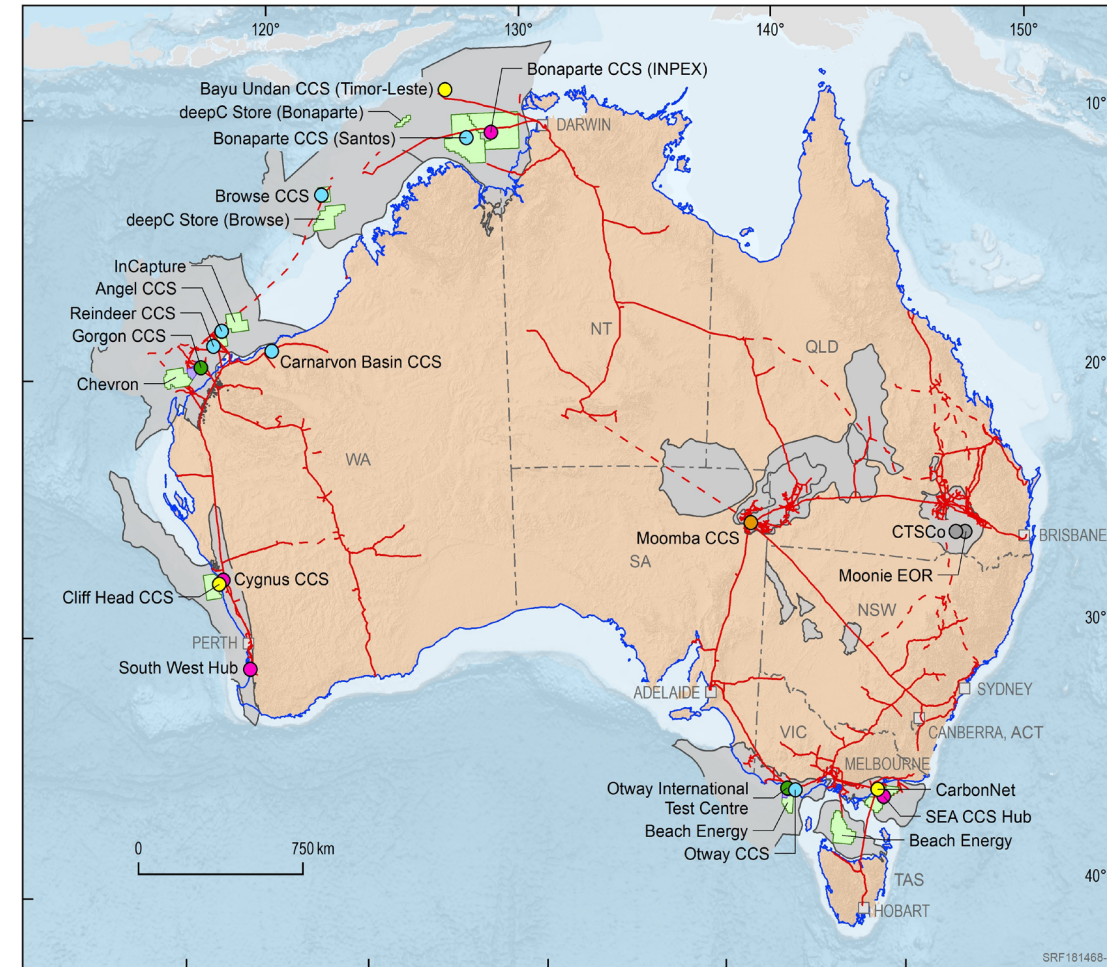 120°
130°
140°
150°
Bonaparte CCS (INPEX)
Bayu Undan CCS (Timor-Leste)
10°
deepC Store (Bonaparte)
DARWIN
Bonaparte CCS (Santos)
Browse CCS
deepC Store (Browse)
InCapture
Angel CCS
Reindeer CCS
NT
Gorgon CCS
QLD
Carnarvon Basin CCS
20°
Chevron
WA
Moomba CCS
CTSCo
BRISBANE
SA
Moonie EOR
Cygnus CCS
Cliff Head CCS
NSW
30°
PERTH
South West Hub
ADELAIDE
SYDNEY
VIC
CANBERRA, ACT
MELBOURNE
Otway International
Test Centre
CarbonNet
SEA CCS Hub
Beach Energy
Beach Energy
Otway CCS
0
750 km
TAS
40°
HOBART
SRF181468-